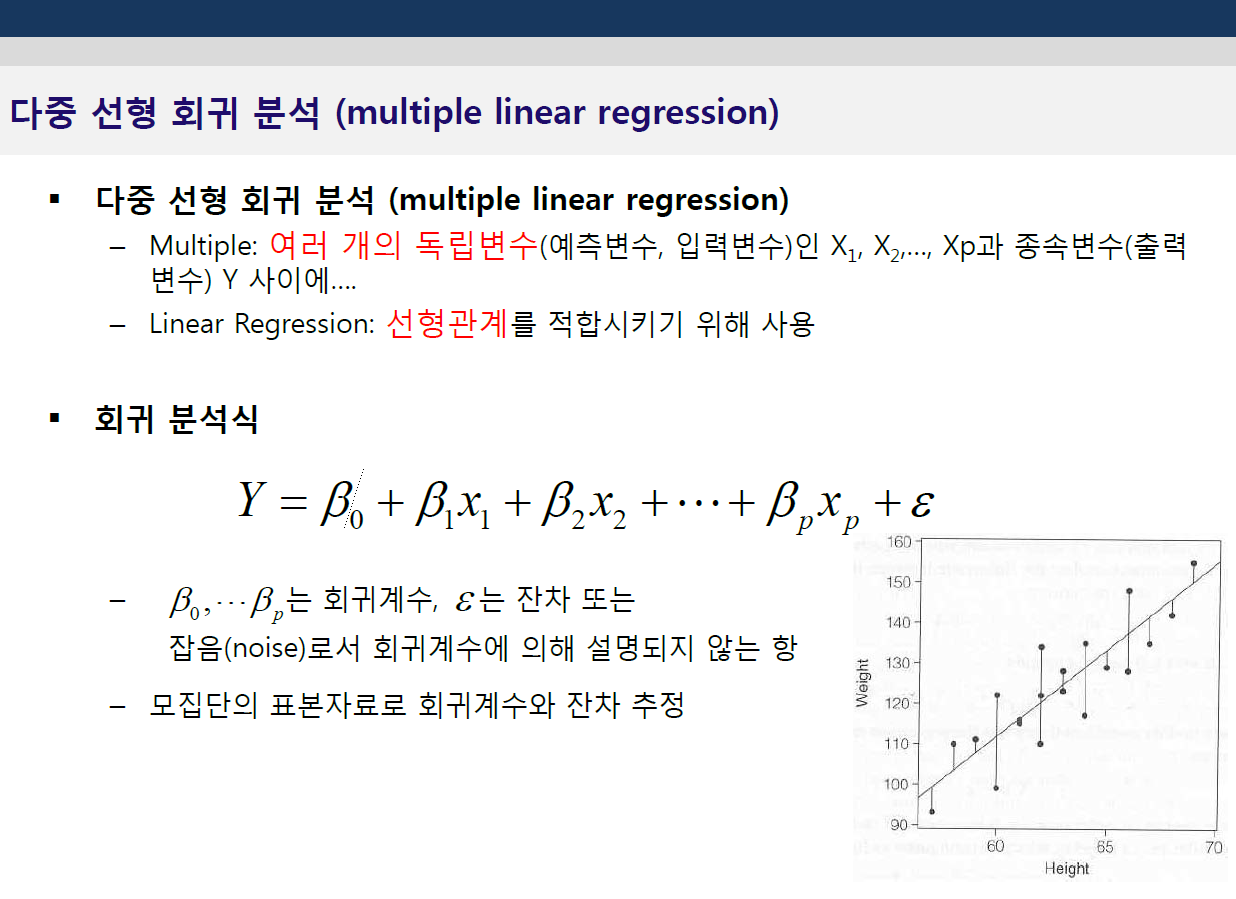 다중 선형 회귀 분석 (multiple linear regression)
▪ 다중 선형 회귀 분석 (multiple linear regression)
– Multiple: 여러 개의 독립변수(예측변수, 입력변수)인 X₁, X₂,…, Xp과 종속변수(출력
변수) Y 사이에….
– Linear Regression: 선형관계를 적합시키기 위해 사용
▪ 회귀 분석식
Y = β₀ + β₁x₁ + β₂x₂ + ⋯ + βₚxₚ + ε
– β₀,⋯βₚ는 회귀계수, ε는 잔차 또는
잡음(noise)로서 회귀계수에 의해 설명되지 않는 항
– 모집단의 표본자료로 회귀계수와 잔차 추정
160
150
140
130
120
110
100
90
Weight
60 65 70
Height